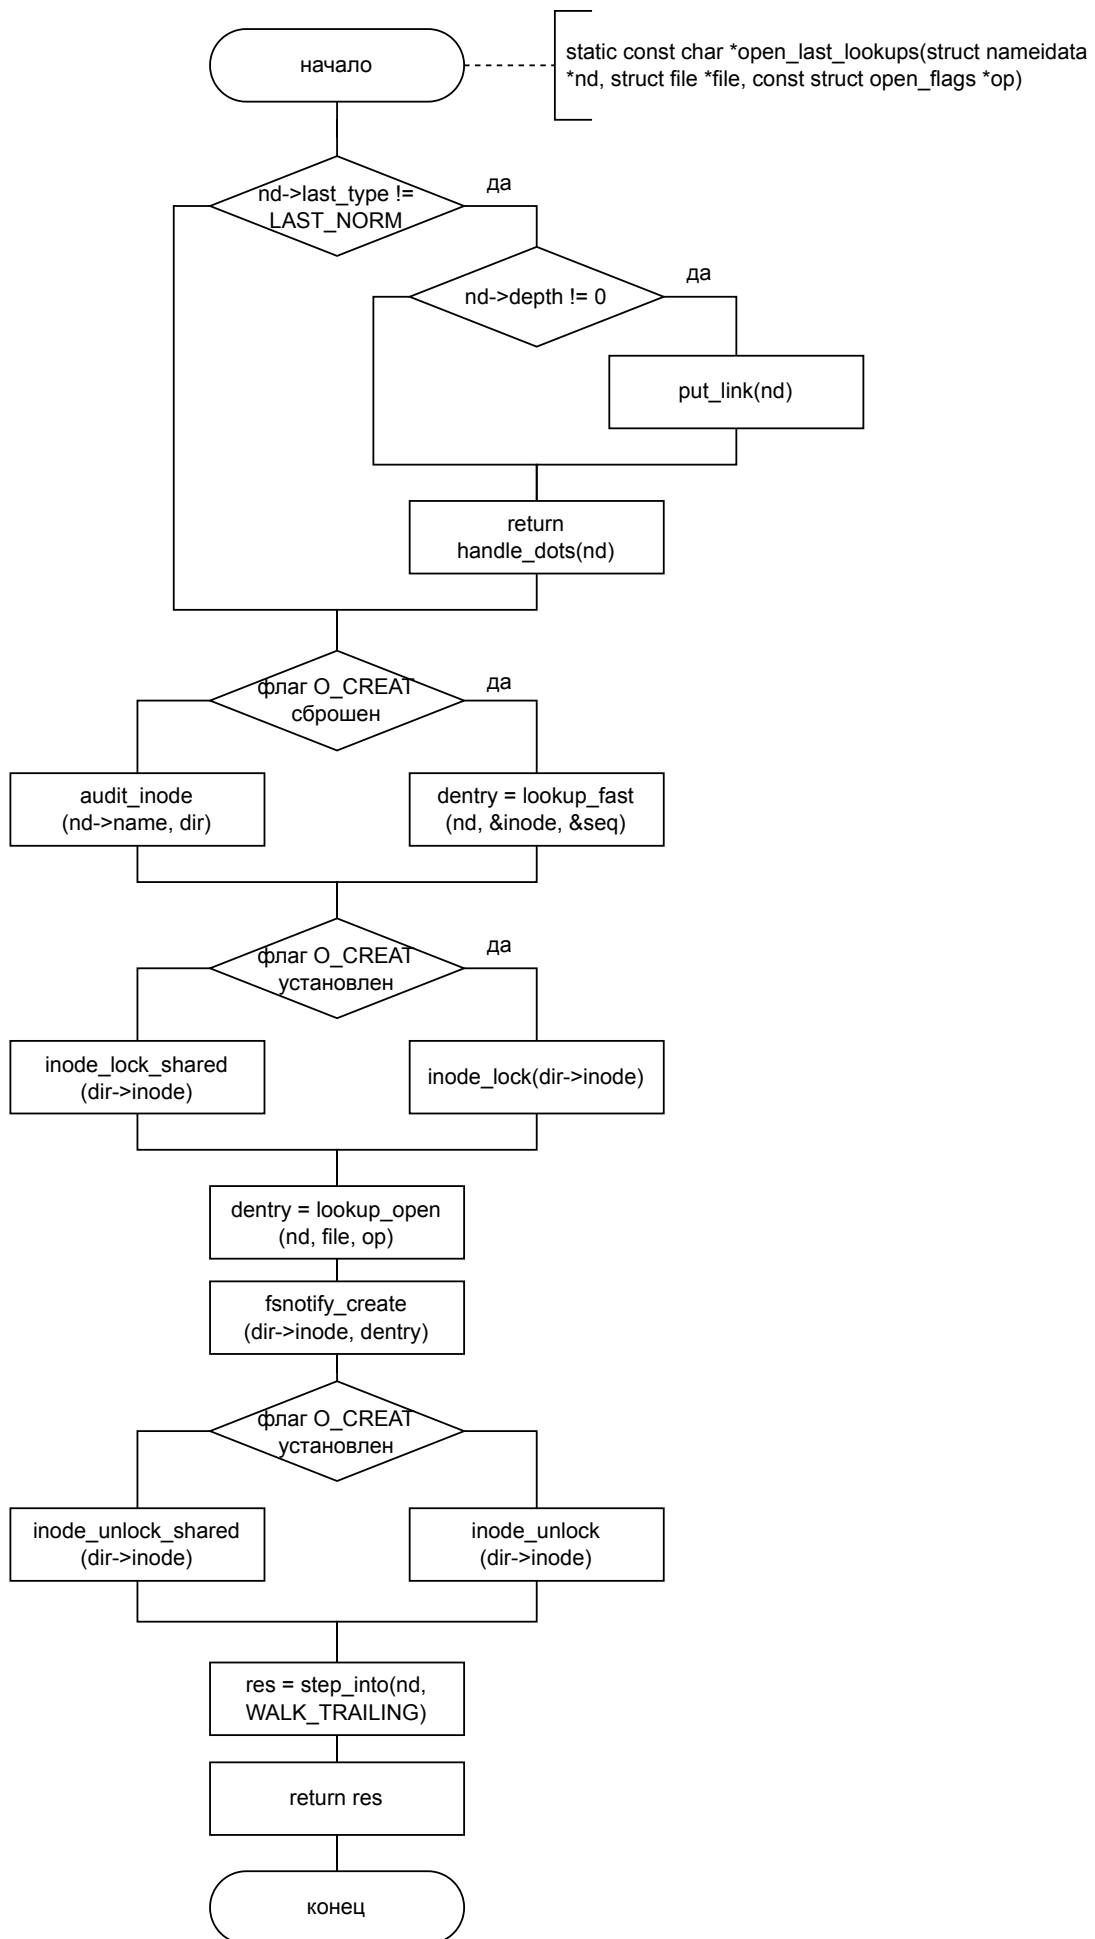 начало
static const char *open_last_lookups(struct nameidata
*nd, struct file *file, const struct open_flags *op)
nd->last_type !=
LAST_NORM
да
nd->depth != 0
да
put_link(nd)
return
handle_dots(nd)
флаг O_CREAT
сброшен
да
audit_inode
(nd->name, dir)
dentry = lookup_fast
(nd, &inode, &seq)
флаг O_CREAT
установлен
да
inode_lock_shared
(dir->inode)
inode_lock(dir->inode)
dentry = lookup_open
(nd, file, op)
fsnotify_create
(dir->inode, dentry)
флаг O_CREAT
установлен
inode_unlock_shared
(dir->inode)
inode_unlock
(dir->inode)
res = step_into(nd,
WALK_TRAILING)
return res
конец